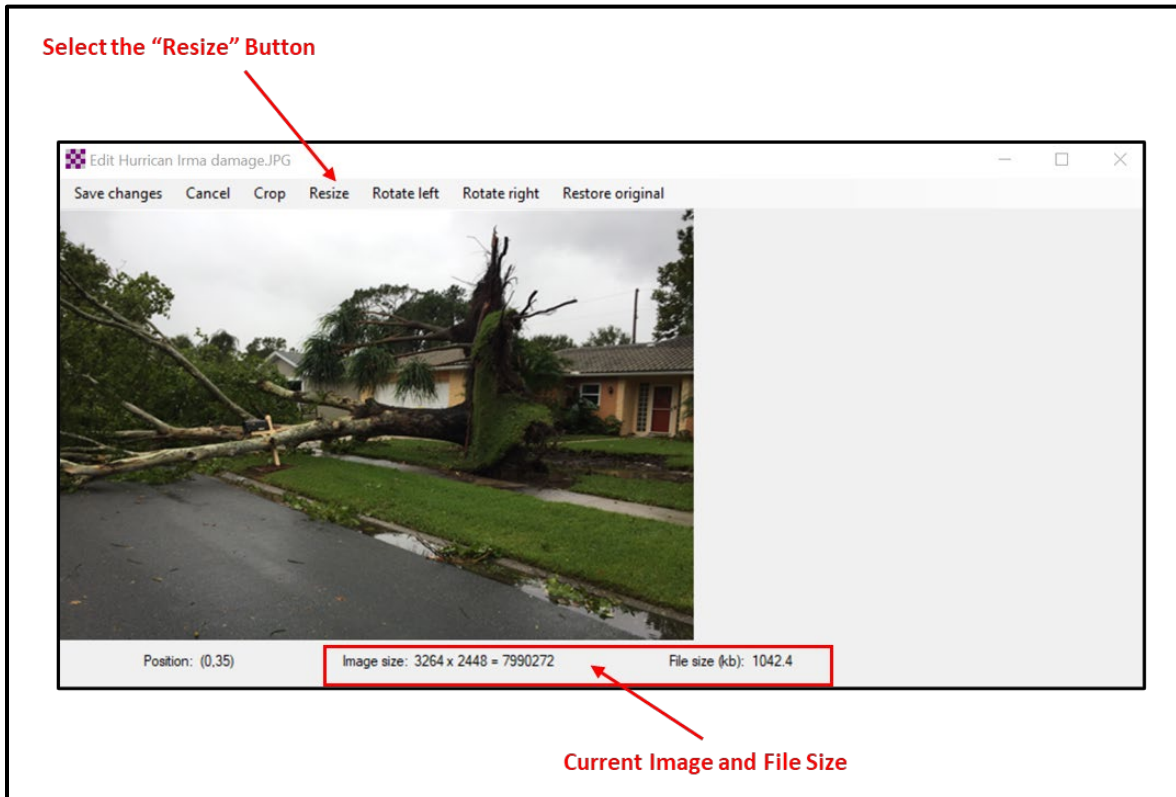 Select the “Resize” Button
Edit Hurrican Irma damage.JPG
Save changes Cancel Crop Resize Rotate left Rotate right Restore original
Position: (0,35) Image size: 3264 x 2448 = 7990272 File size (kb): 1042.4
Current Image and File Size